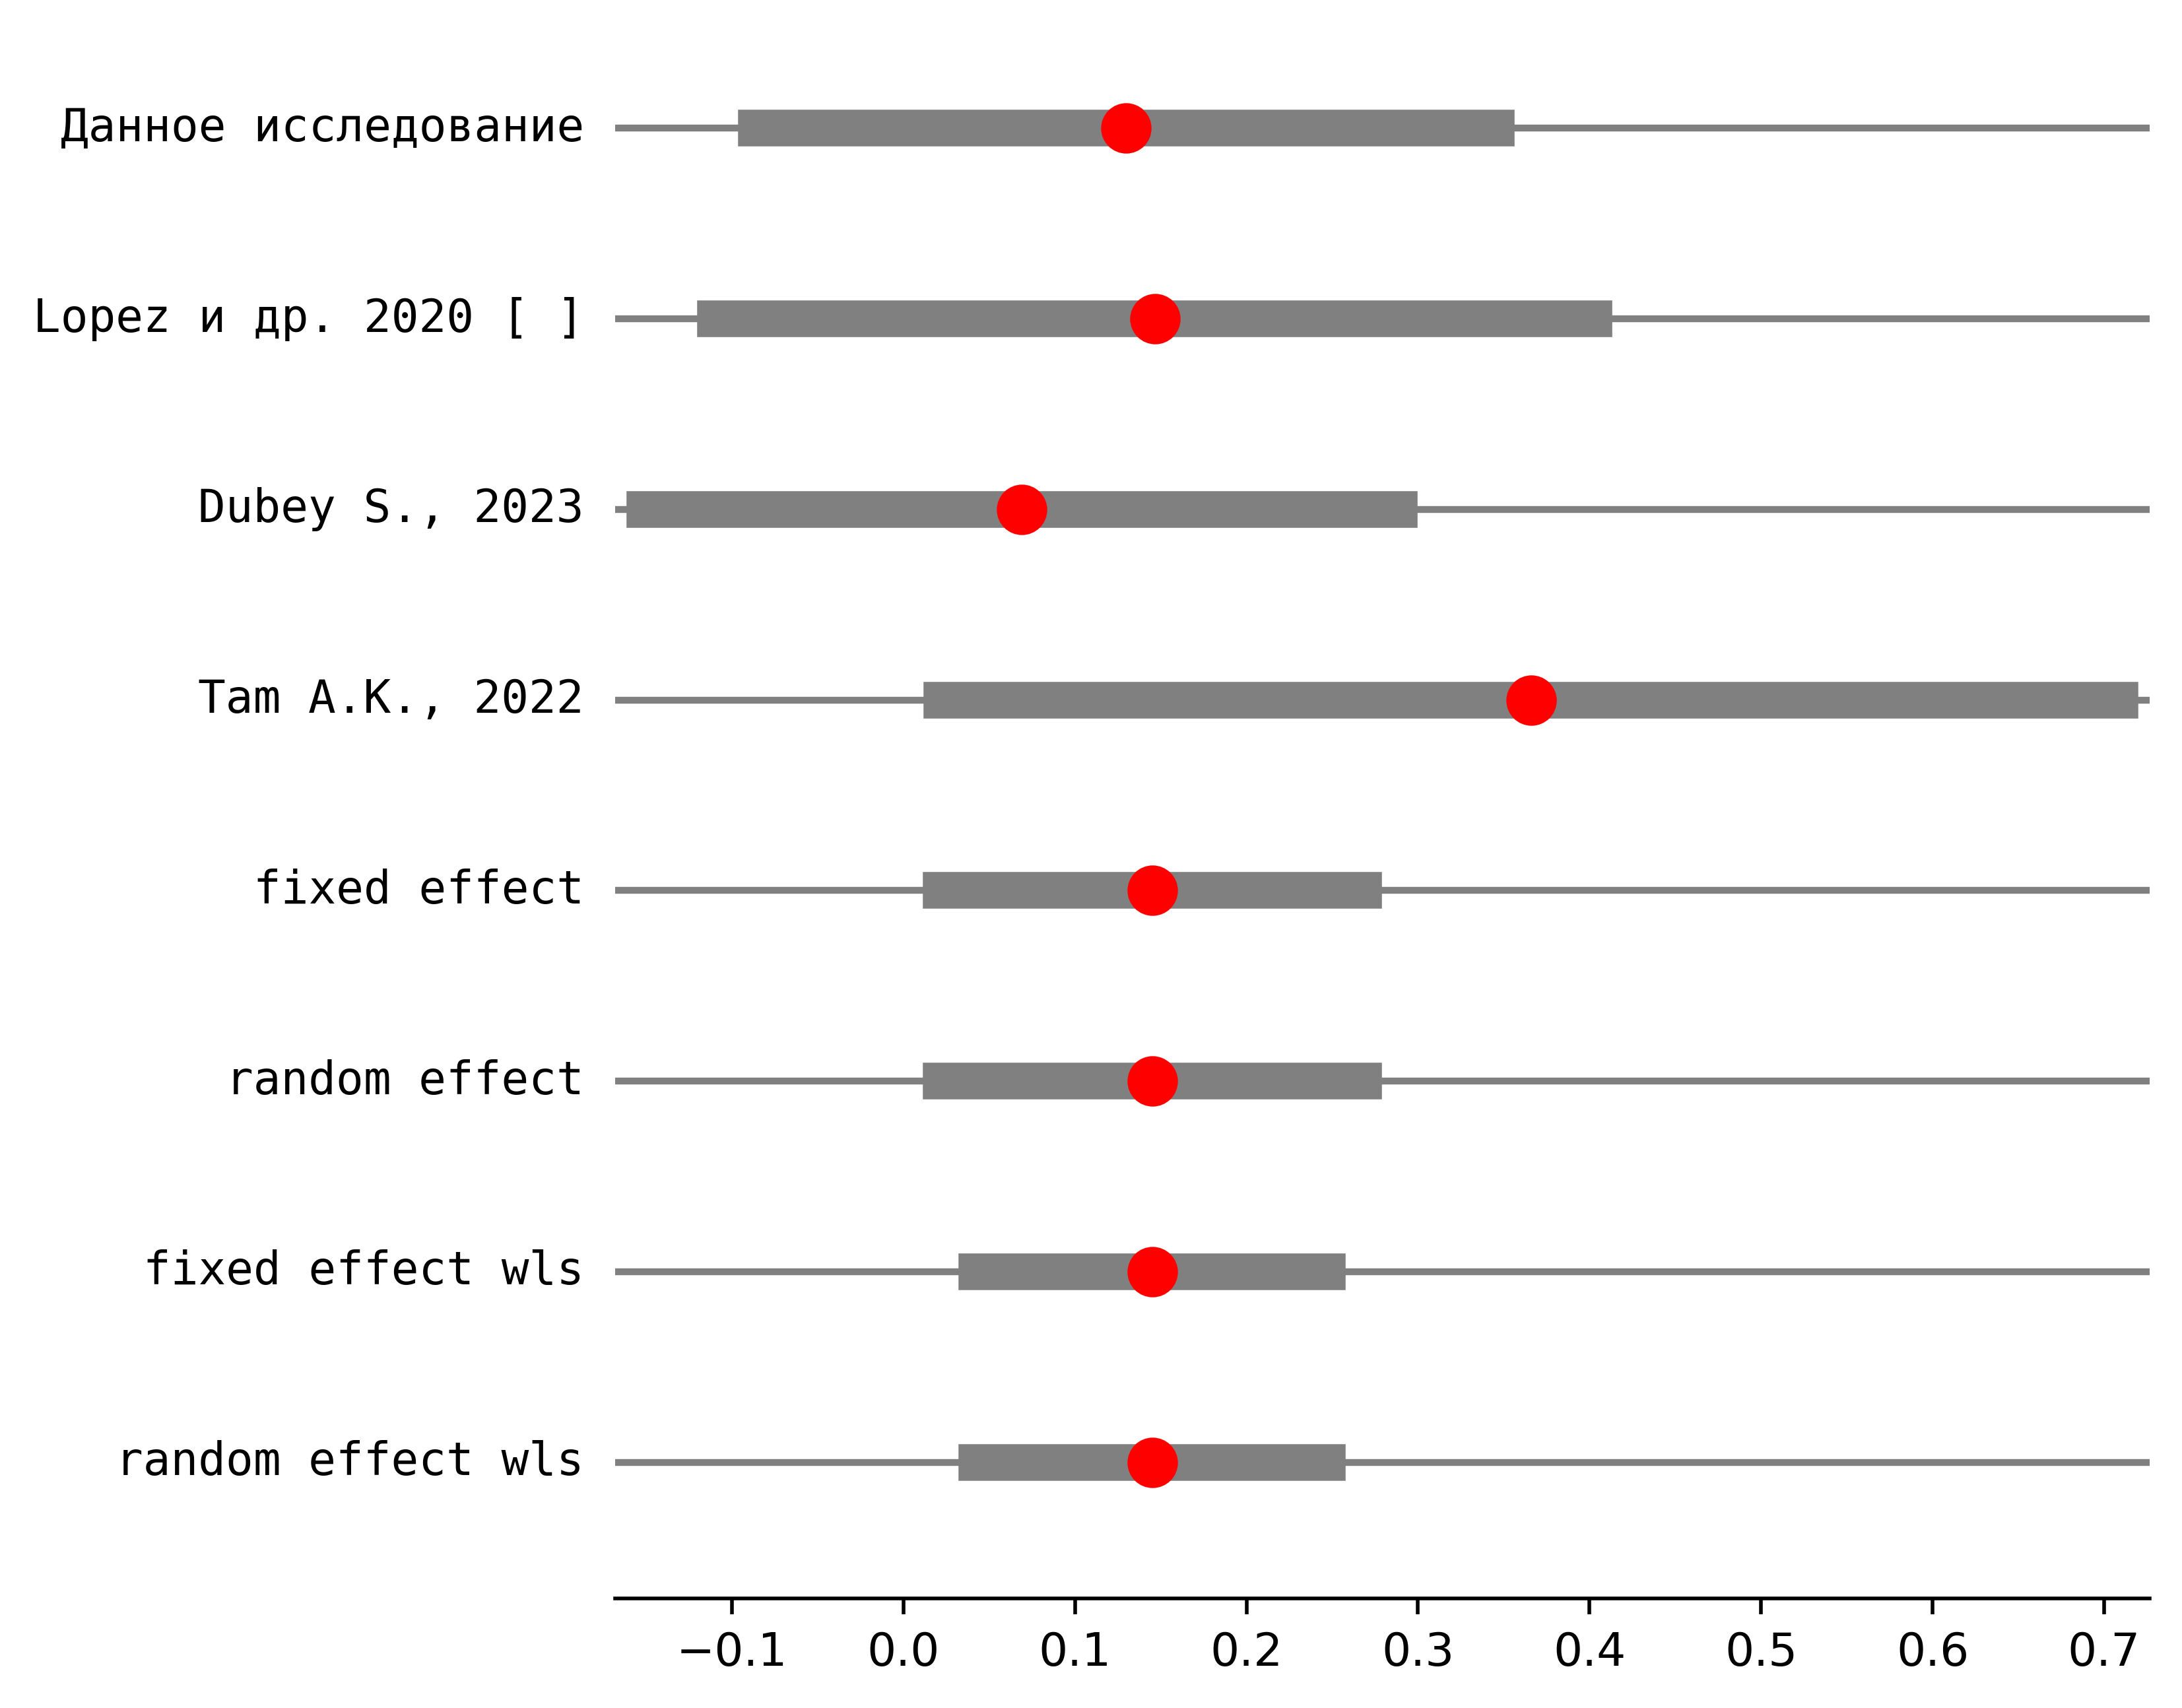 Данное исследование
Lopez и др. 2020 [ ]
Dubey S., 2023
Tam A.K., 2022
fixed effect
random effect
fixed effect wls
random effect wls
−0.1 0.0 0.1 0.2 0.3 0.4 0.5 0.6 0.7